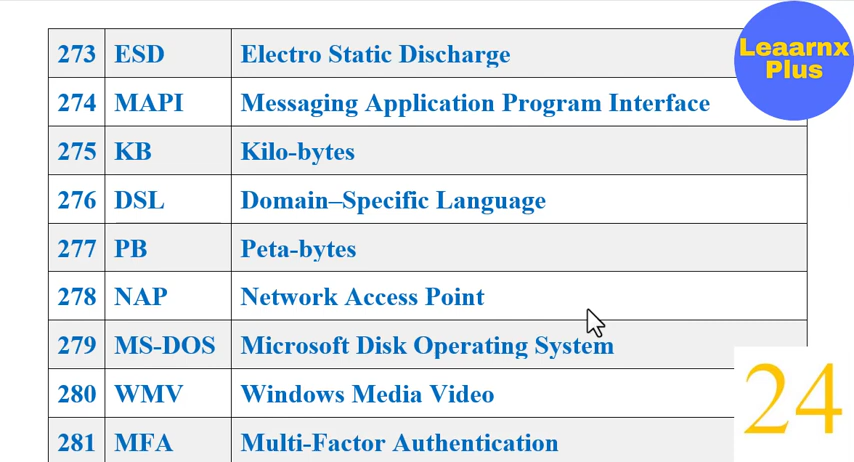 273 ESD Electro Static Discharge
Leaarnx
Plus
274 MAPI Messaging Application Program Interface
275 KB Kilo-bytes
276 DSL Domain–Specific Language
277 PB Peta-bytes
278 NAP Network Access Point
279 MS-DOS Microsoft Disk Operating System
280 WMV Windows Media Video
24
281 MFA Multi-Factor Authentication